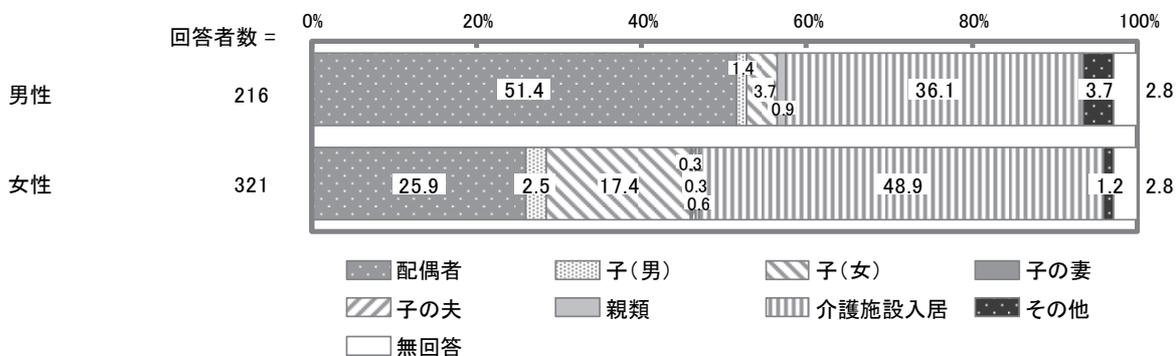 0% 20% 40% 60% 80% 100%
回答者数 =
男性 216 51.4 1.4 3.7 0.9 36.1 3.7 2.8
女性 321 25.9 2.5 17.4 0.3 0.3 0.6 48.9 1.2 2.8
配偶者 子(男) 子(女) 子の妻
子の夫 親類 介護施設入居 その他
無回答